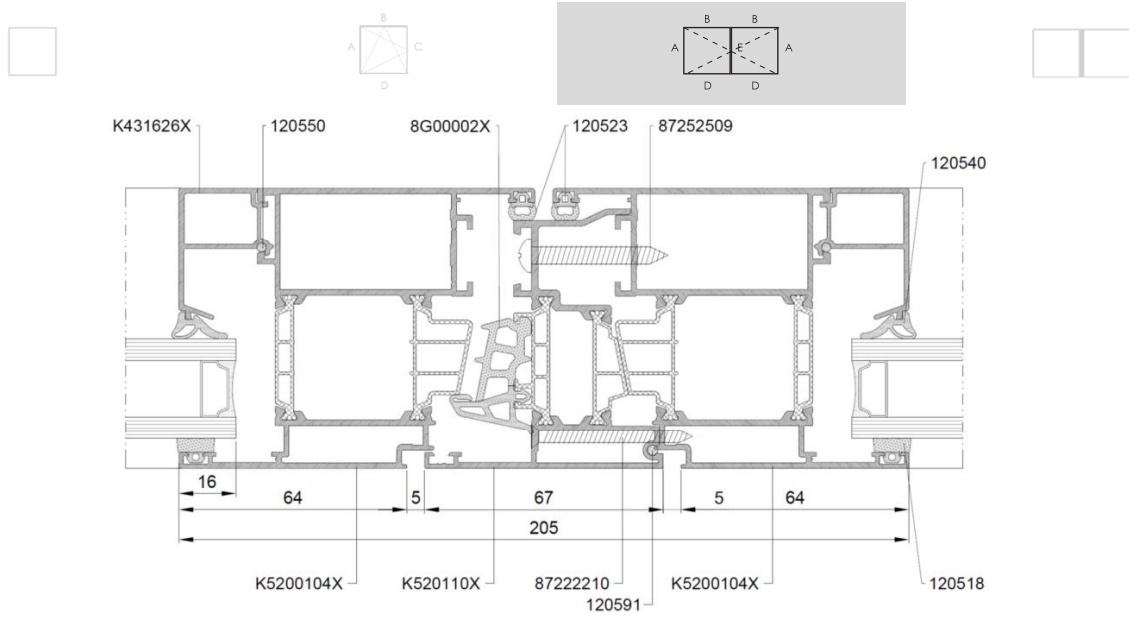 B
A C
D
B B
A E A
D D
K431626X 120550 8G00002X 120523 87252509
120540
16
64 5 67 5 64
205
K5200104X K520110X 87222210 K5200104X 120518
120591